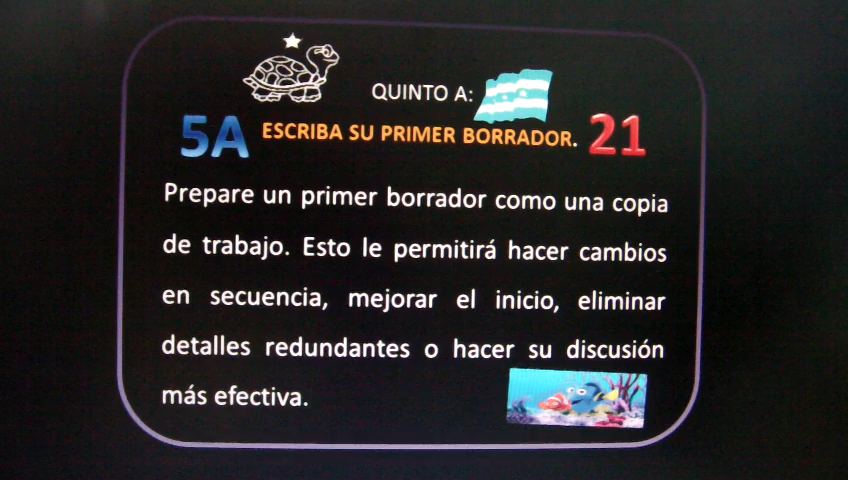 QUINTO A:
5A ESCRIBA SU PRIMER BORRADOR. 21
Prepare un primer borrador como una copia
de trabajo. Esto le permitirá hacer cambios
en secuencia, mejorar el inicio, eliminar
detalles redundantes o hacer su discusión
más efectiva.